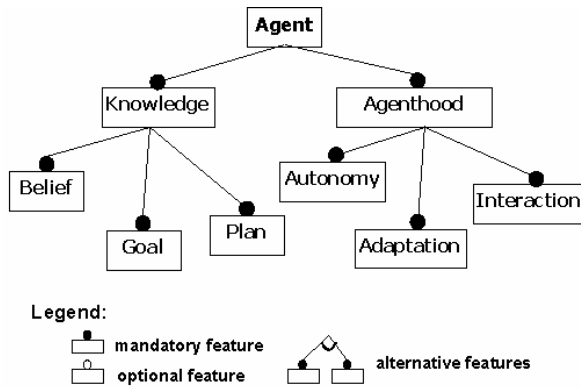 Agent
Knowledge
Agenthood
Belief
Goal
Plan
Autonomy
Adaptation
Interaction
Legend:
mandatory feature
optional feature
alternative features